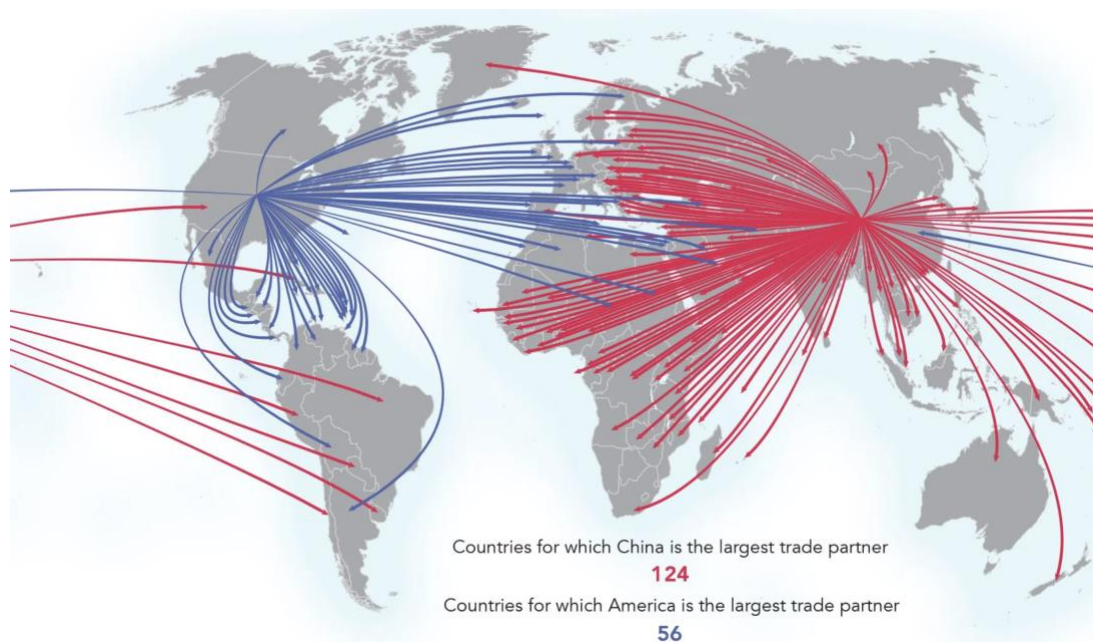 Countries for which China is the largest trade partner
124
Countries for which America is the largest trade partner
56